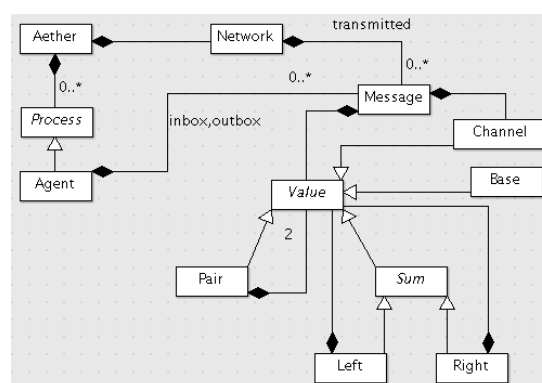 transmitted
Aether
Network
0..*
0..*
0..*
Message
Process
inbox,outbox
Channel
Agent
Base
Value
2
Pair
Sum
Left
Right